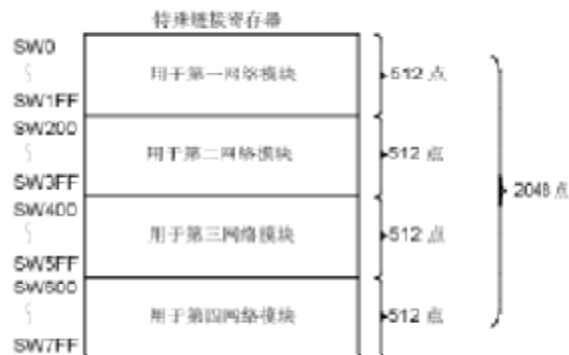 特殊链接寄存器
SW0
用于第一网络模块
512 点
SW1FF
SW200
用于第二网络模块
512 点
SW3FF
2048 点
SW400
用于第三网络模块
512 点
SW5FF
SW600
用于第四网络模块
512 点
SW7FF